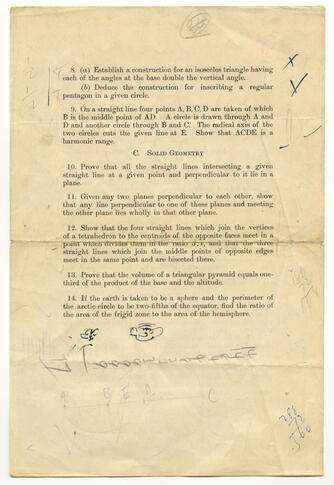 8. (a) Establish a construction for an isosceles triangle having
each of the angles at the base double the vertical angle.
(b) Deduce the construction for inscribing a regular
pentagon in a given circle.
9. On a straight line four points A, B, C, D are taken of which
B is the middle point of AD. A circle is drawn through A and
D and another circle through B and C. The radical axis of the
two circles cuts the given line at E. Show that ACDE is a
harmonic range.
C. Solid Geometry
10. Prove that all the straight lines intersecting a given
straight line at a given point and perpendicular to it lie in a
plane.
11. Given any two planes perpendicular to each other, show
that any line perpendicular to one of these planes and meeting
the other plane lies wholly in that other plane.
12. Show that the four straight lines which join the vertices
of a tetrahedron to the centroids of the opposite faces meet in a
point which divides them in the ratio 3:1, and that the three
straight lines which join the middle points of opposite edges
meet in the same point and are bisected there.
13. Prove that the volume of a triangular pyramid equals one-
third of the product of the base and the altitude.
14. If the earth is taken to be a sphere and the perimeter of
the arctic circle to be two-fifths of the equator, find the ratio of
the area of the frigid zone to the area of the hemisphere.